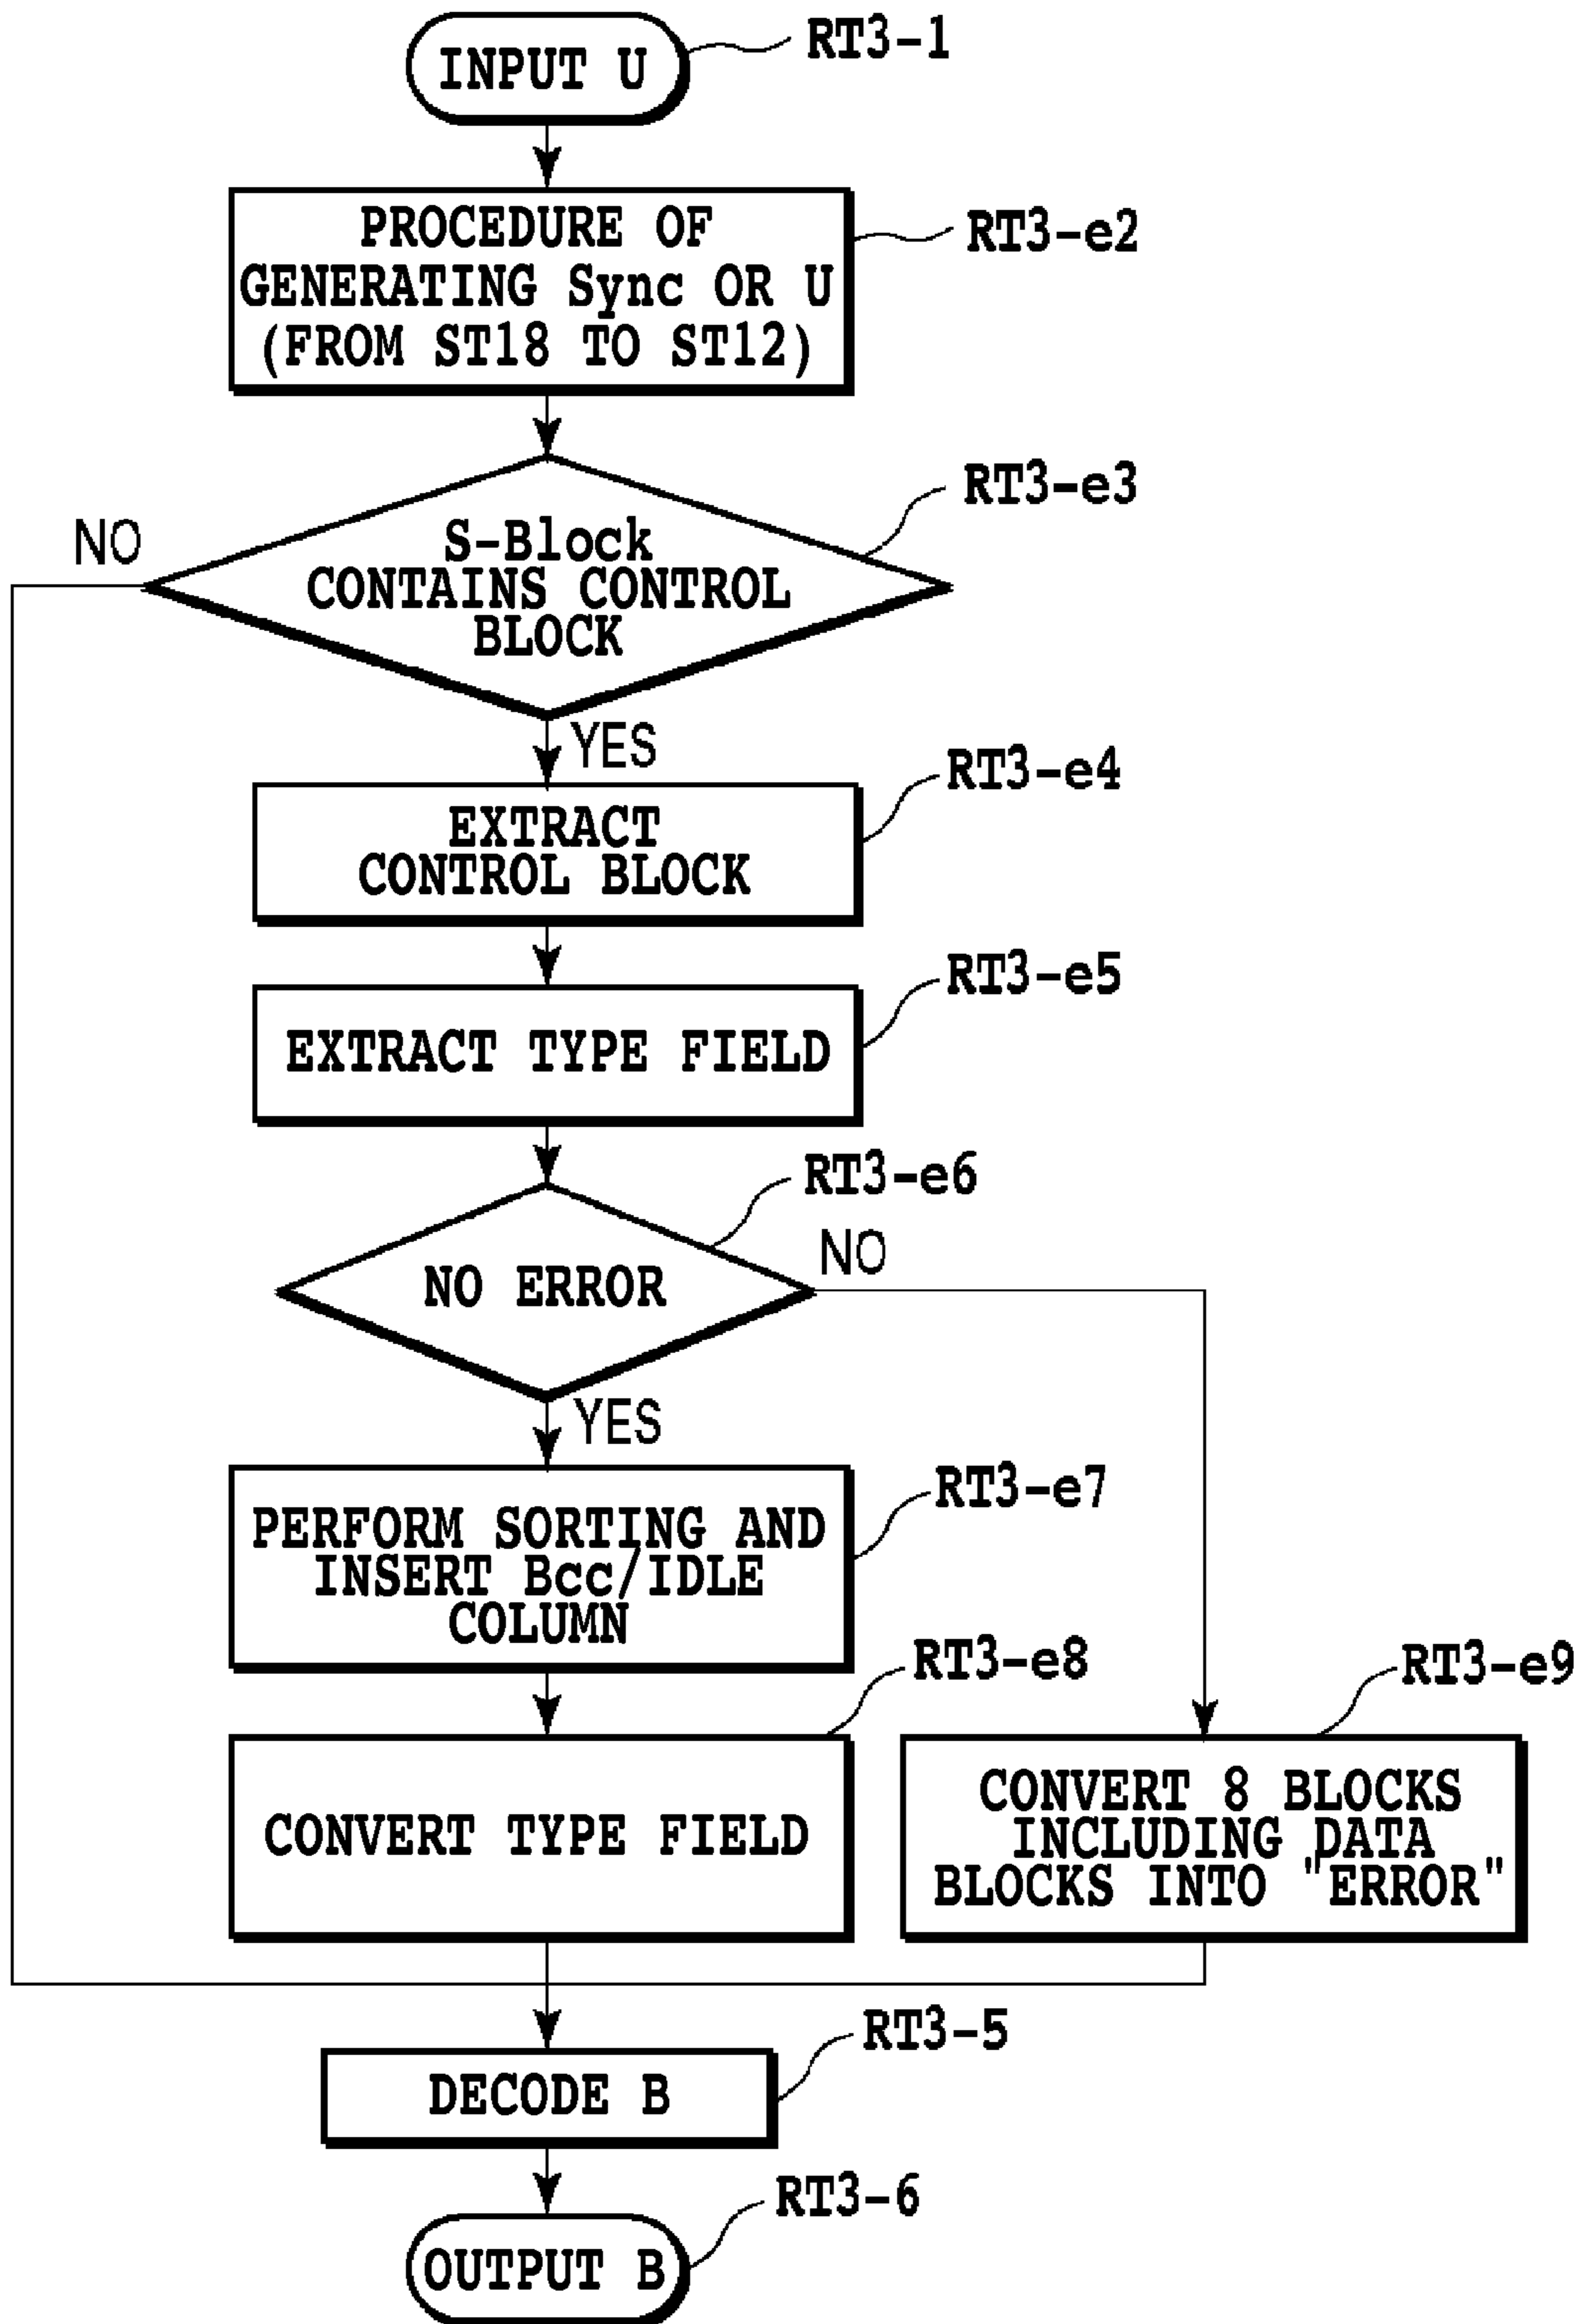 INPUT U
RT3-1
PROCEDURE OF
GENERATING Sync OR U
(FROM ST18 TO ST12)
RT3-e2
RT3-e3
NO
S-Block
CONTAINS CONTROL
BLOCK
YES
RT3-e4
EXTRACT
CONTROL BLOCK
RT3-e5
EXTRACT TYPE FIELD
RT3-e6
NO
NO ERROR
YES
RT3-e7
PERFORM SORTING AND
INSERT Bcc/IDLE
COLUMN
RT3-e8
RT3-e9
CONVERT TYPE FIELD
CONVERT 8 BLOCKS
INCLUDING DATA
BLOCKS INTO "ERROR"
RT3-5
DECODE B
RT3-6
OUTPUT B